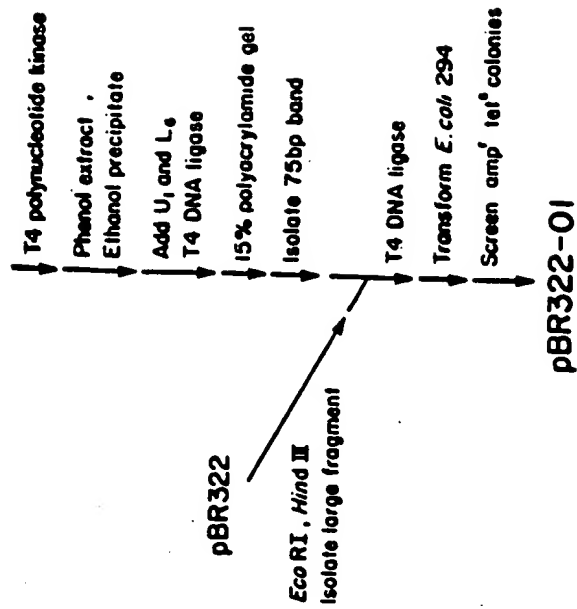 T4 polynucleotide kinase
Phenol extract,
Ethanol precipitate
Add U₁ and L₆
T4 DNA ligase
15% polyacrylamide gel
Isolate 75bp band
pBR322
Eco RI, Hind III
Isolate large fragment
T4 DNA ligase
Transform E. coli 294
Screen ampʳ tetˢ colonies
pBR322-01